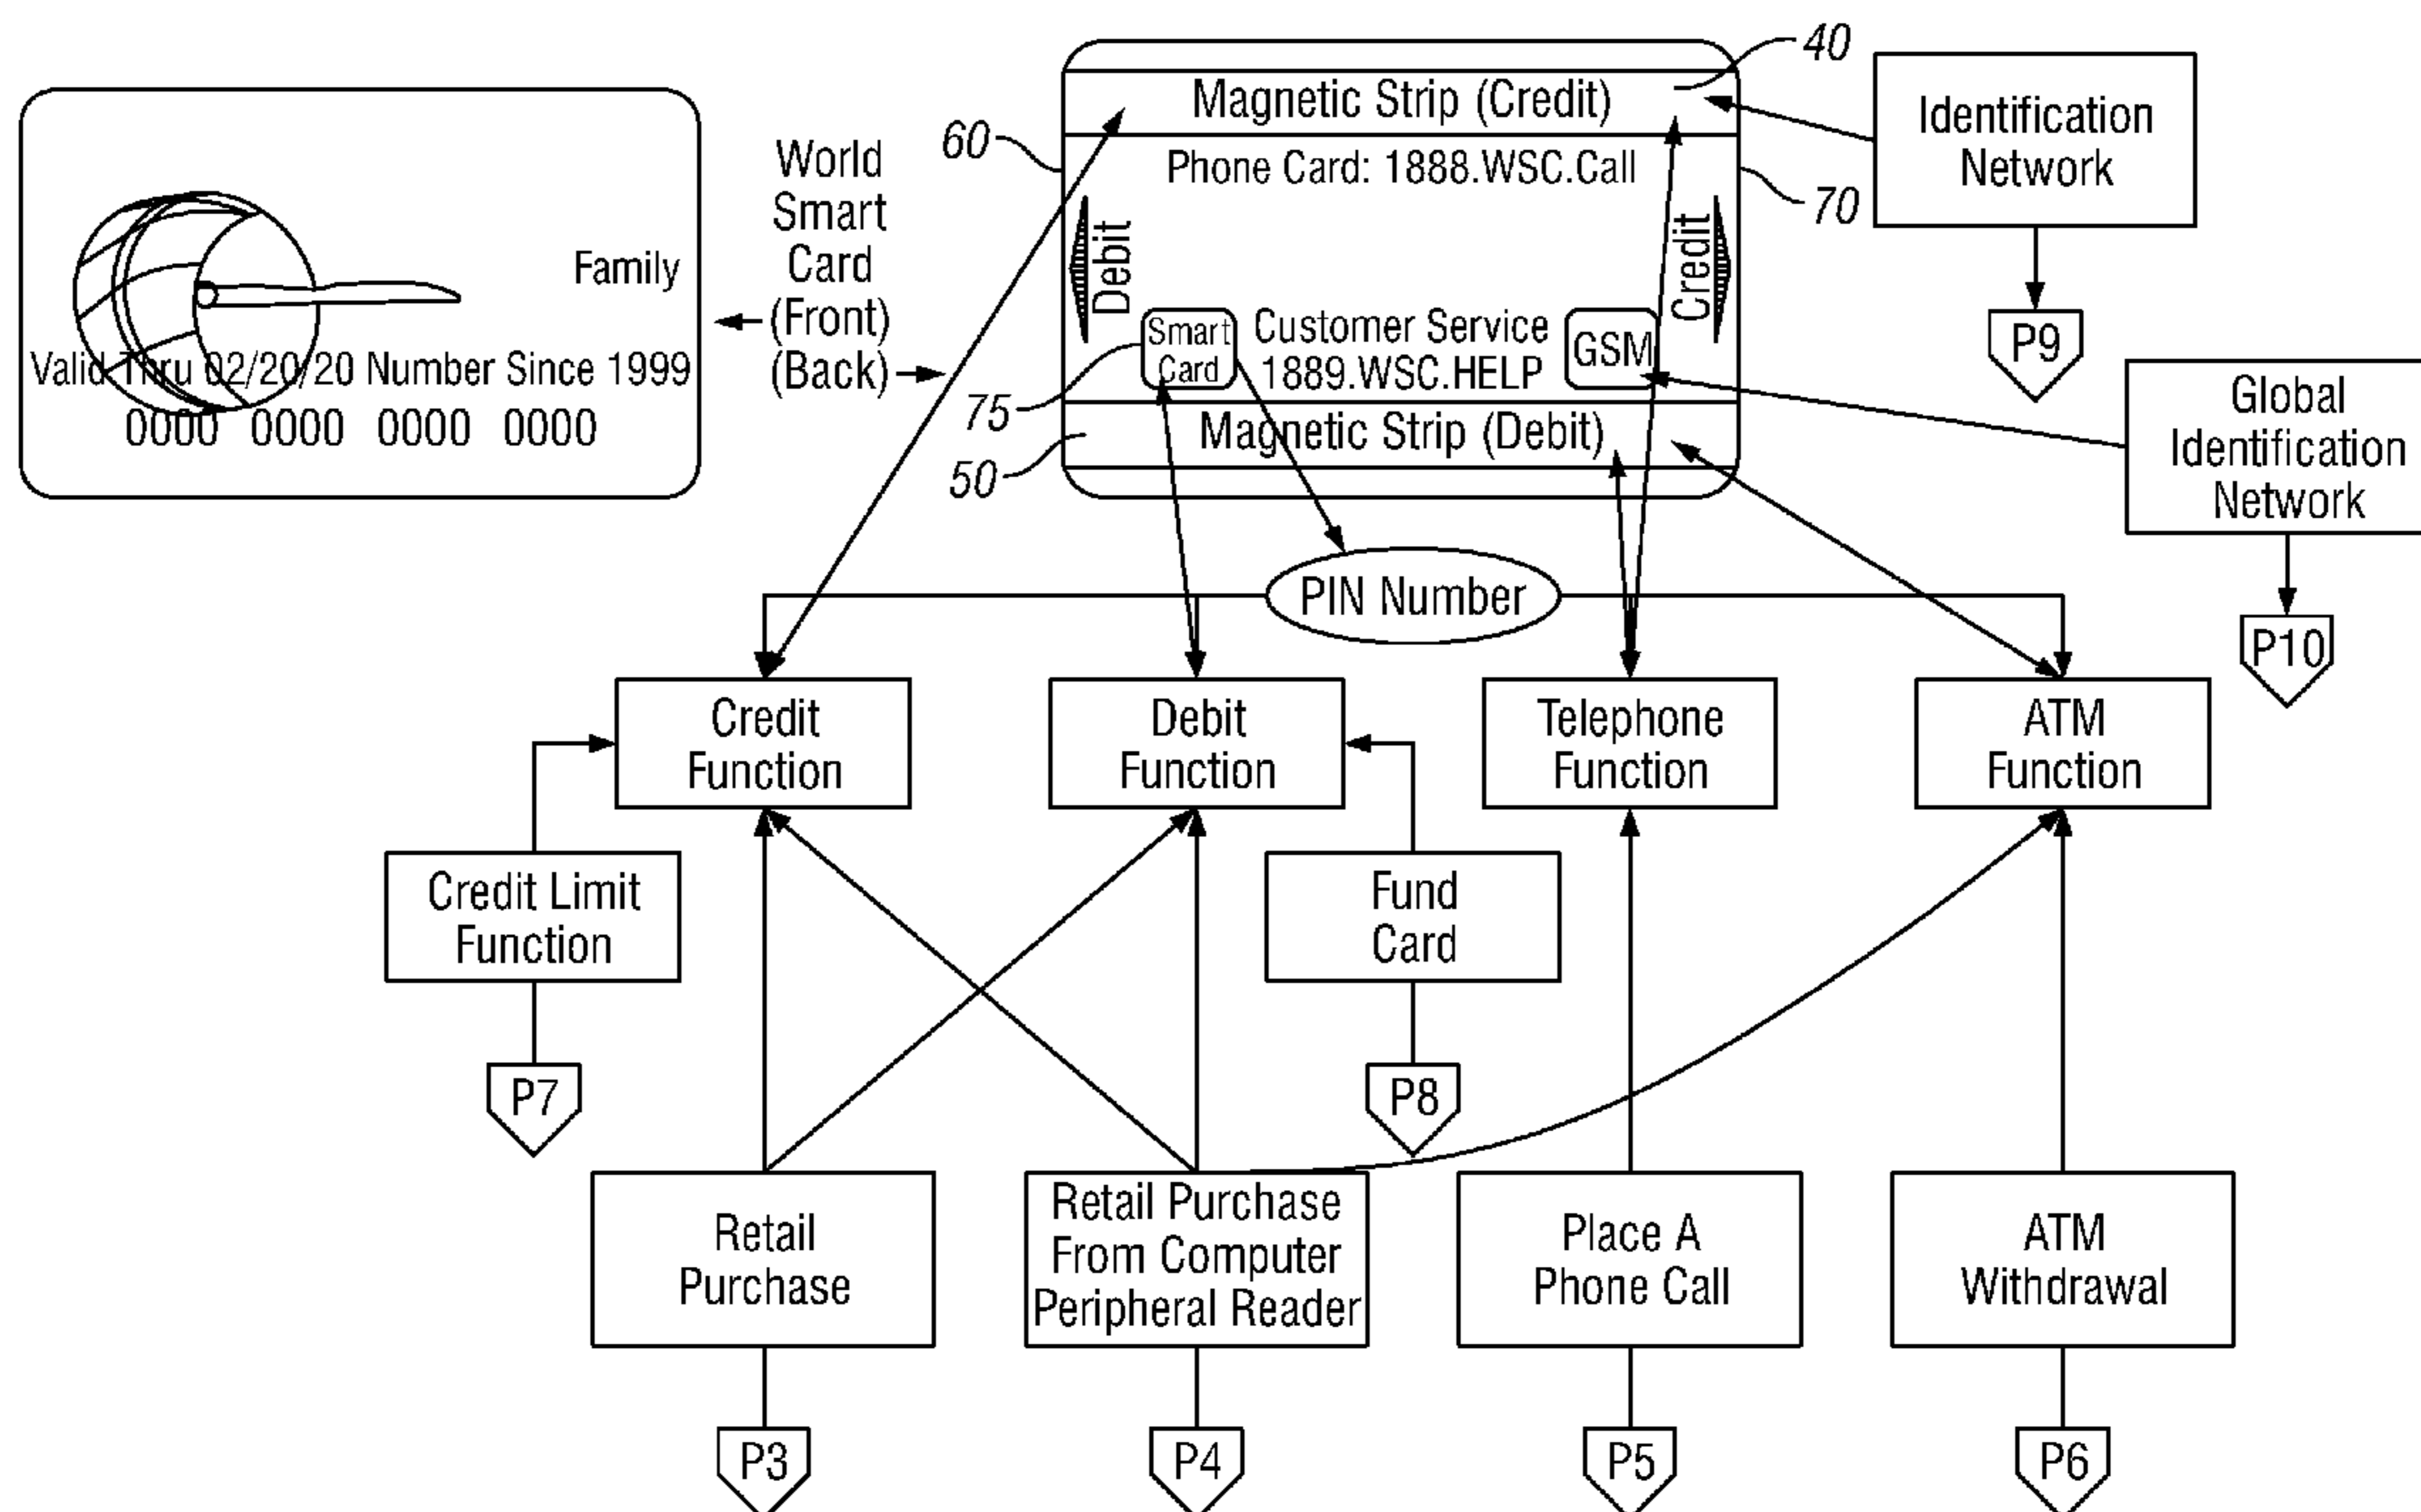 Family
Valid Thru 02/20/20 Number Since 1999
0000 0000 0000 0000
World
Smart
Card
(Front)
(Back)
40
60
70
75
50
Magnetic Strip (Credit)
Phone Card: 1888.WSC.Call
Debit
Credit
Smart
Card
Customer Service
1889.WSC.HELP
GSM
Magnetic Strip (Debit)
Identification
Network
P9
Global
Identification
Network
P10
PIN Number
Credit
Function
Debit
Function
Telephone
Function
ATM
Function
Credit Limit
Function
Fund
Card
P7
P8
Retail
Purchase
Retail Purchase
From Computer
Peripheral Reader
Place A
Phone Call
ATM
Withdrawal
P3
P4
P5
P6